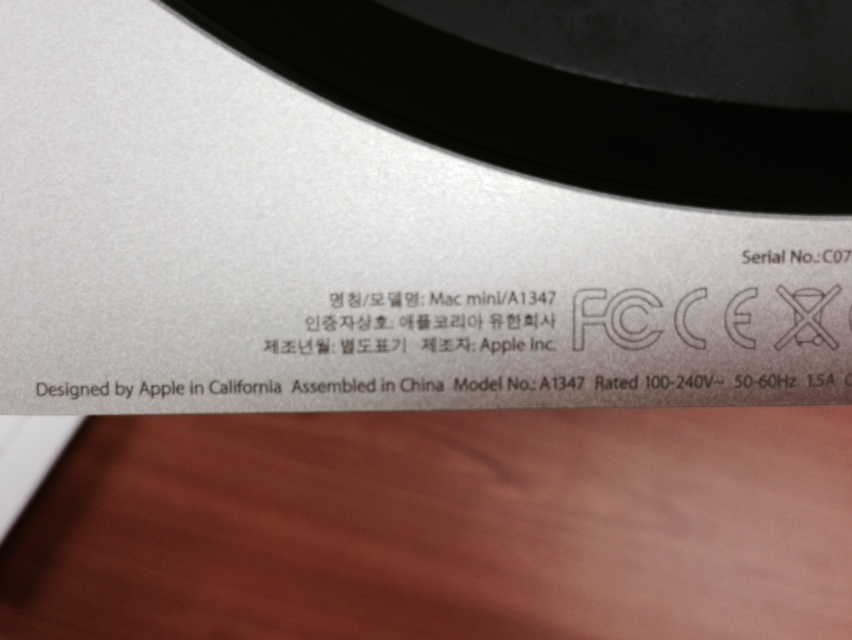 Serial No.:C07
명칭/모델명: Mac mini/A1347
인증자상호: 애플코리아 유한회사
제조년월: 별도표기 제조자: Apple Inc.
FC CE
Designed by Apple in California Assembled in China Model No.: A1347 Rated 100-240V~ 50-60Hz 1.5A